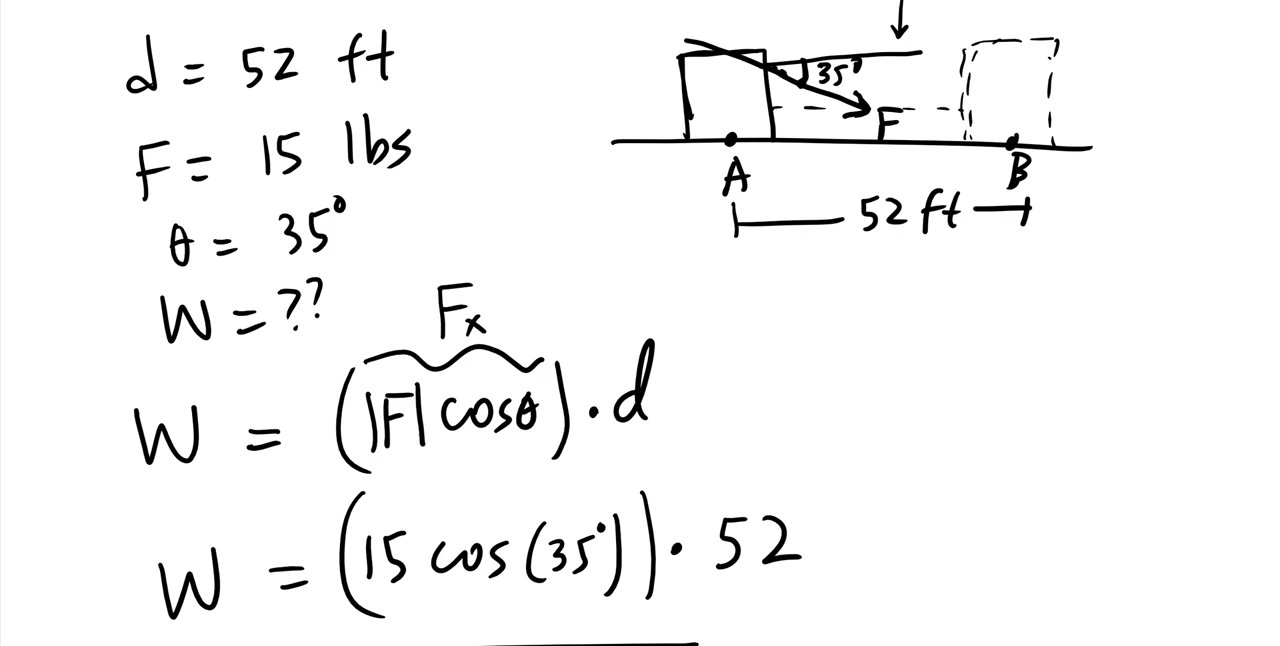 d = 52 ft
F = 15 lbs
θ = 35°
W = ??
35°
F
A
B
52 ft
Fx
W = (|F| cosθ) · d
W = (15 cos(35°)) · 52